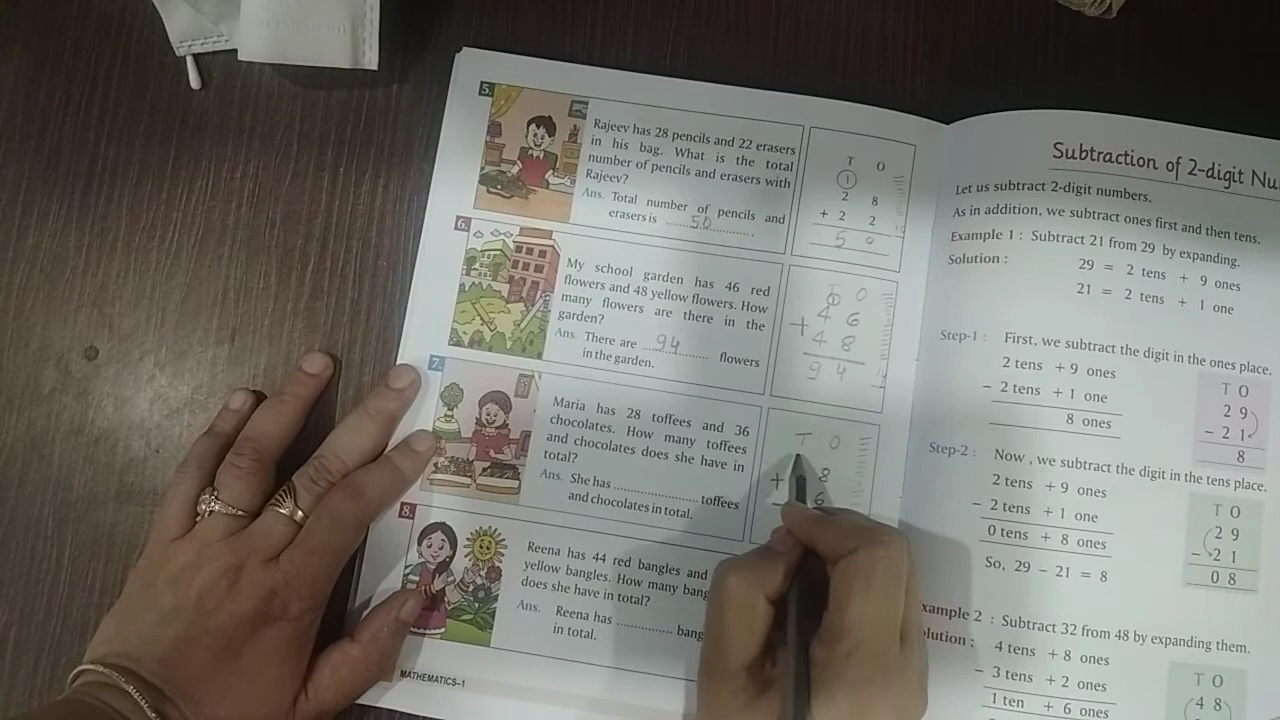 5.
Rajeev has 28 pencils and 22 erasers
in his bag. What is the total
number of pencils and erasers with
Rajeev?
Ans. Total number of pencils and
erasers is ...50...
T O
1
2 8
+ 2 2
5 0
6.
My school garden has 46 red
flowers and 48 yellow flowers. How
many flowers are there in the
garden?
Ans. There are ...94... flowers
in the garden.
T O
1
4 6
+ 4 8
9 4
7.
Maria has 28 toffees and 36
chocolates. How many toffees
and chocolates does she have in
total?
Ans. She has ........................ toffees
and chocolates in total.
T O
8
+ 6
8.
Reena has 44 red bangles and
yellow bangles. How many
does she have in total?
Ans. Reena has ..............
in total.
MATHEMATICS–1
Subtraction of 2-digit
Let us subtract 2-digit numbers.
As in addition, we subtract ones first and then tens.
Example 1 : Subtract 21 from 29 by expanding.
Solution : 29 = 2 tens + 9 ones
21 = 2 tens + 1 one
Step-1 : First, we subtract the digit in the ones place.
2 tens + 9 ones
− 2 tens + 1 one
8 ones
T O
2 9
− 2 1
8
Step-2 : Now, we subtract the digit in the tens place.
2 tens + 9 ones
− 2 tens + 1 one
0 tens + 8 ones
So, 29 − 21 = 8
T O
2 9
− 2 1
0 8
2 : Subtract 32 from 48 by expanding them.
4 tens + 8 ones
− 3 tens + 2 ones
1 ten + 6 ones
T O
4 8